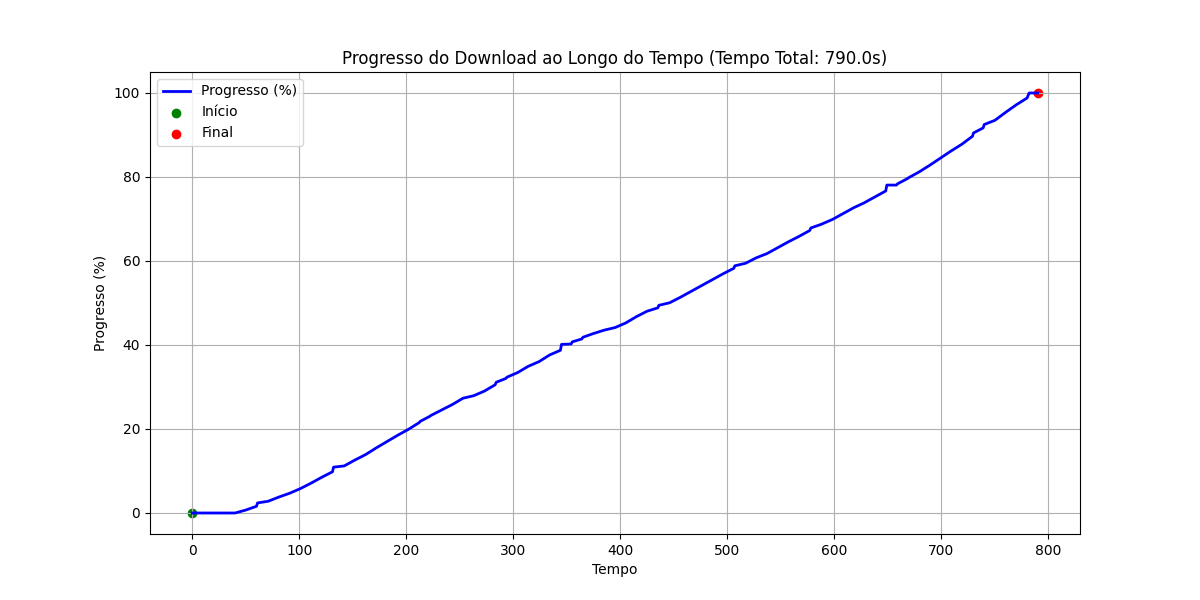 Progresso do Download ao Longo do Tempo (Tempo Total: 790.0s)
Progresso (%)
Início
Final
100
80
60
40
20
0
Progresso (%)
0 100 200 300 400 500 600 700 800
Tempo